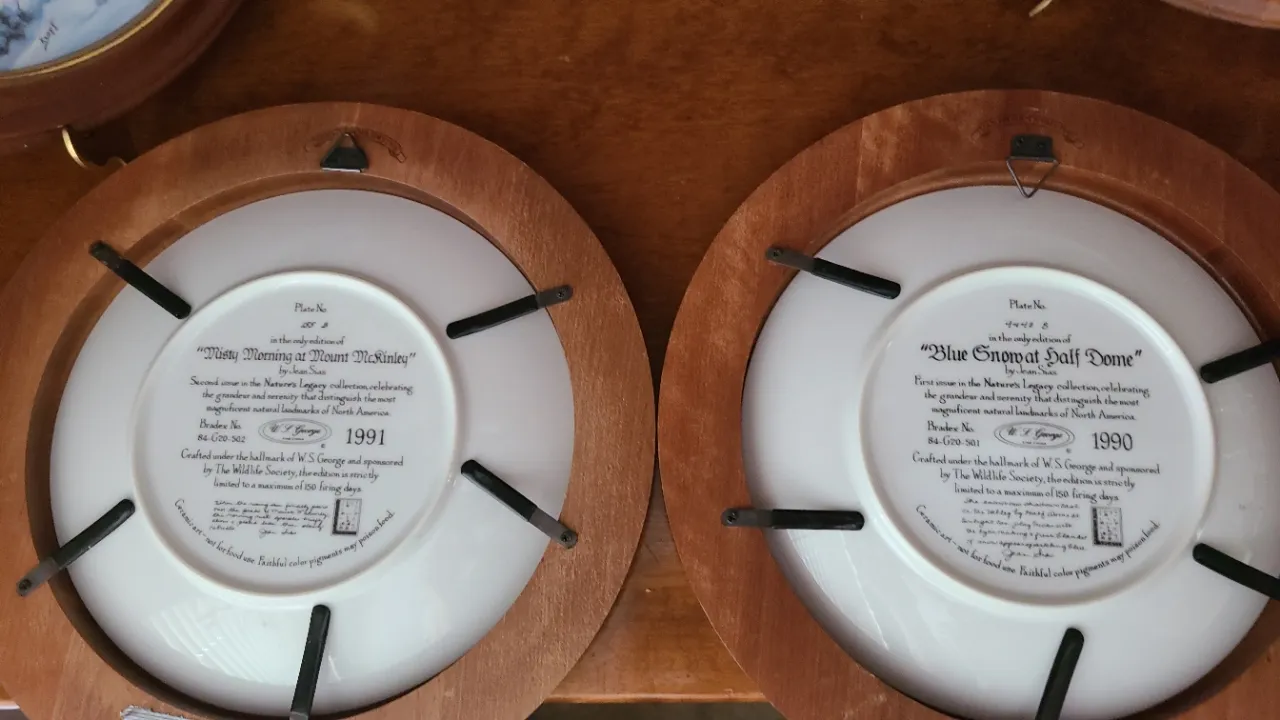 Plate No.
in the only edition of
"Misty Morning at Mount McKinley"
by Jean Sias
Second issue in the Nature's Legacy collection, celebrating
the grandeur and serenity that distinguish the most
magnificent natural landmarks of North America.
Bradex No.
84-G20-50.2
W. S. George
1991
Crafted under the hallmark of W. S. George and sponsored
by The Wildlife Society, the edition is strictly
limited to a maximum of 150 firing days
Ceramic art - not for food use. Faithful color pigments may poison food.
Plate No.
in the only edition of
"Blue Snow at Half Dome"
by Jean Sias
First issue in the Nature's Legacy collection, celebrating
the grandeur and serenity that distinguish the most
magnificent natural landmarks of North America.
Bradex No.
84-G20-50.1
W. S. George
1990
Crafted under the hallmark of W. S. George and sponsored
by The Wildlife Society, the edition is strictly
limited to a maximum of 150 firing days
Ceramic art - not for food use. Faithful color pigments may poison food.